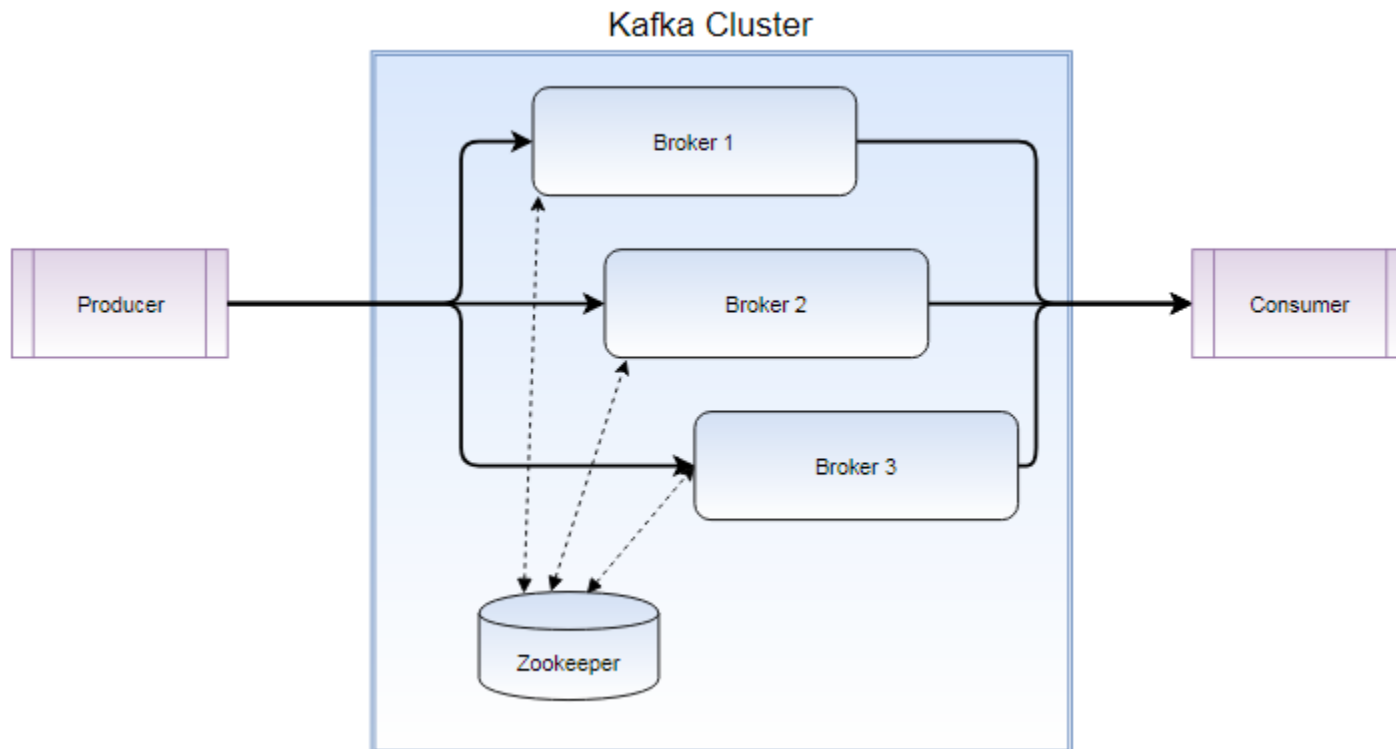 Kafka Cluster
Broker 1
Producer
Broker 2
Consumer
Broker 3
Zookeeper